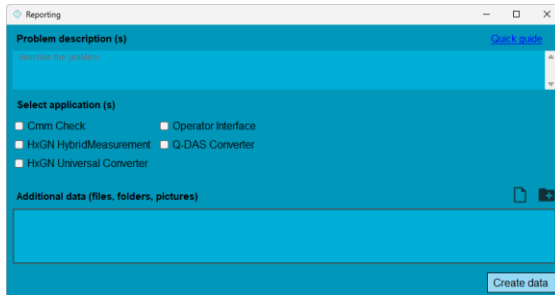 Reporting
Problem description (s) Quick guide
describe the problem
Select application (s)
Cmm Check Operator Interface
HxGN HybridMeasurement Q-DAS Converter
HxGN Universal Converter
Additional data (files, folders, pictures)
Create data